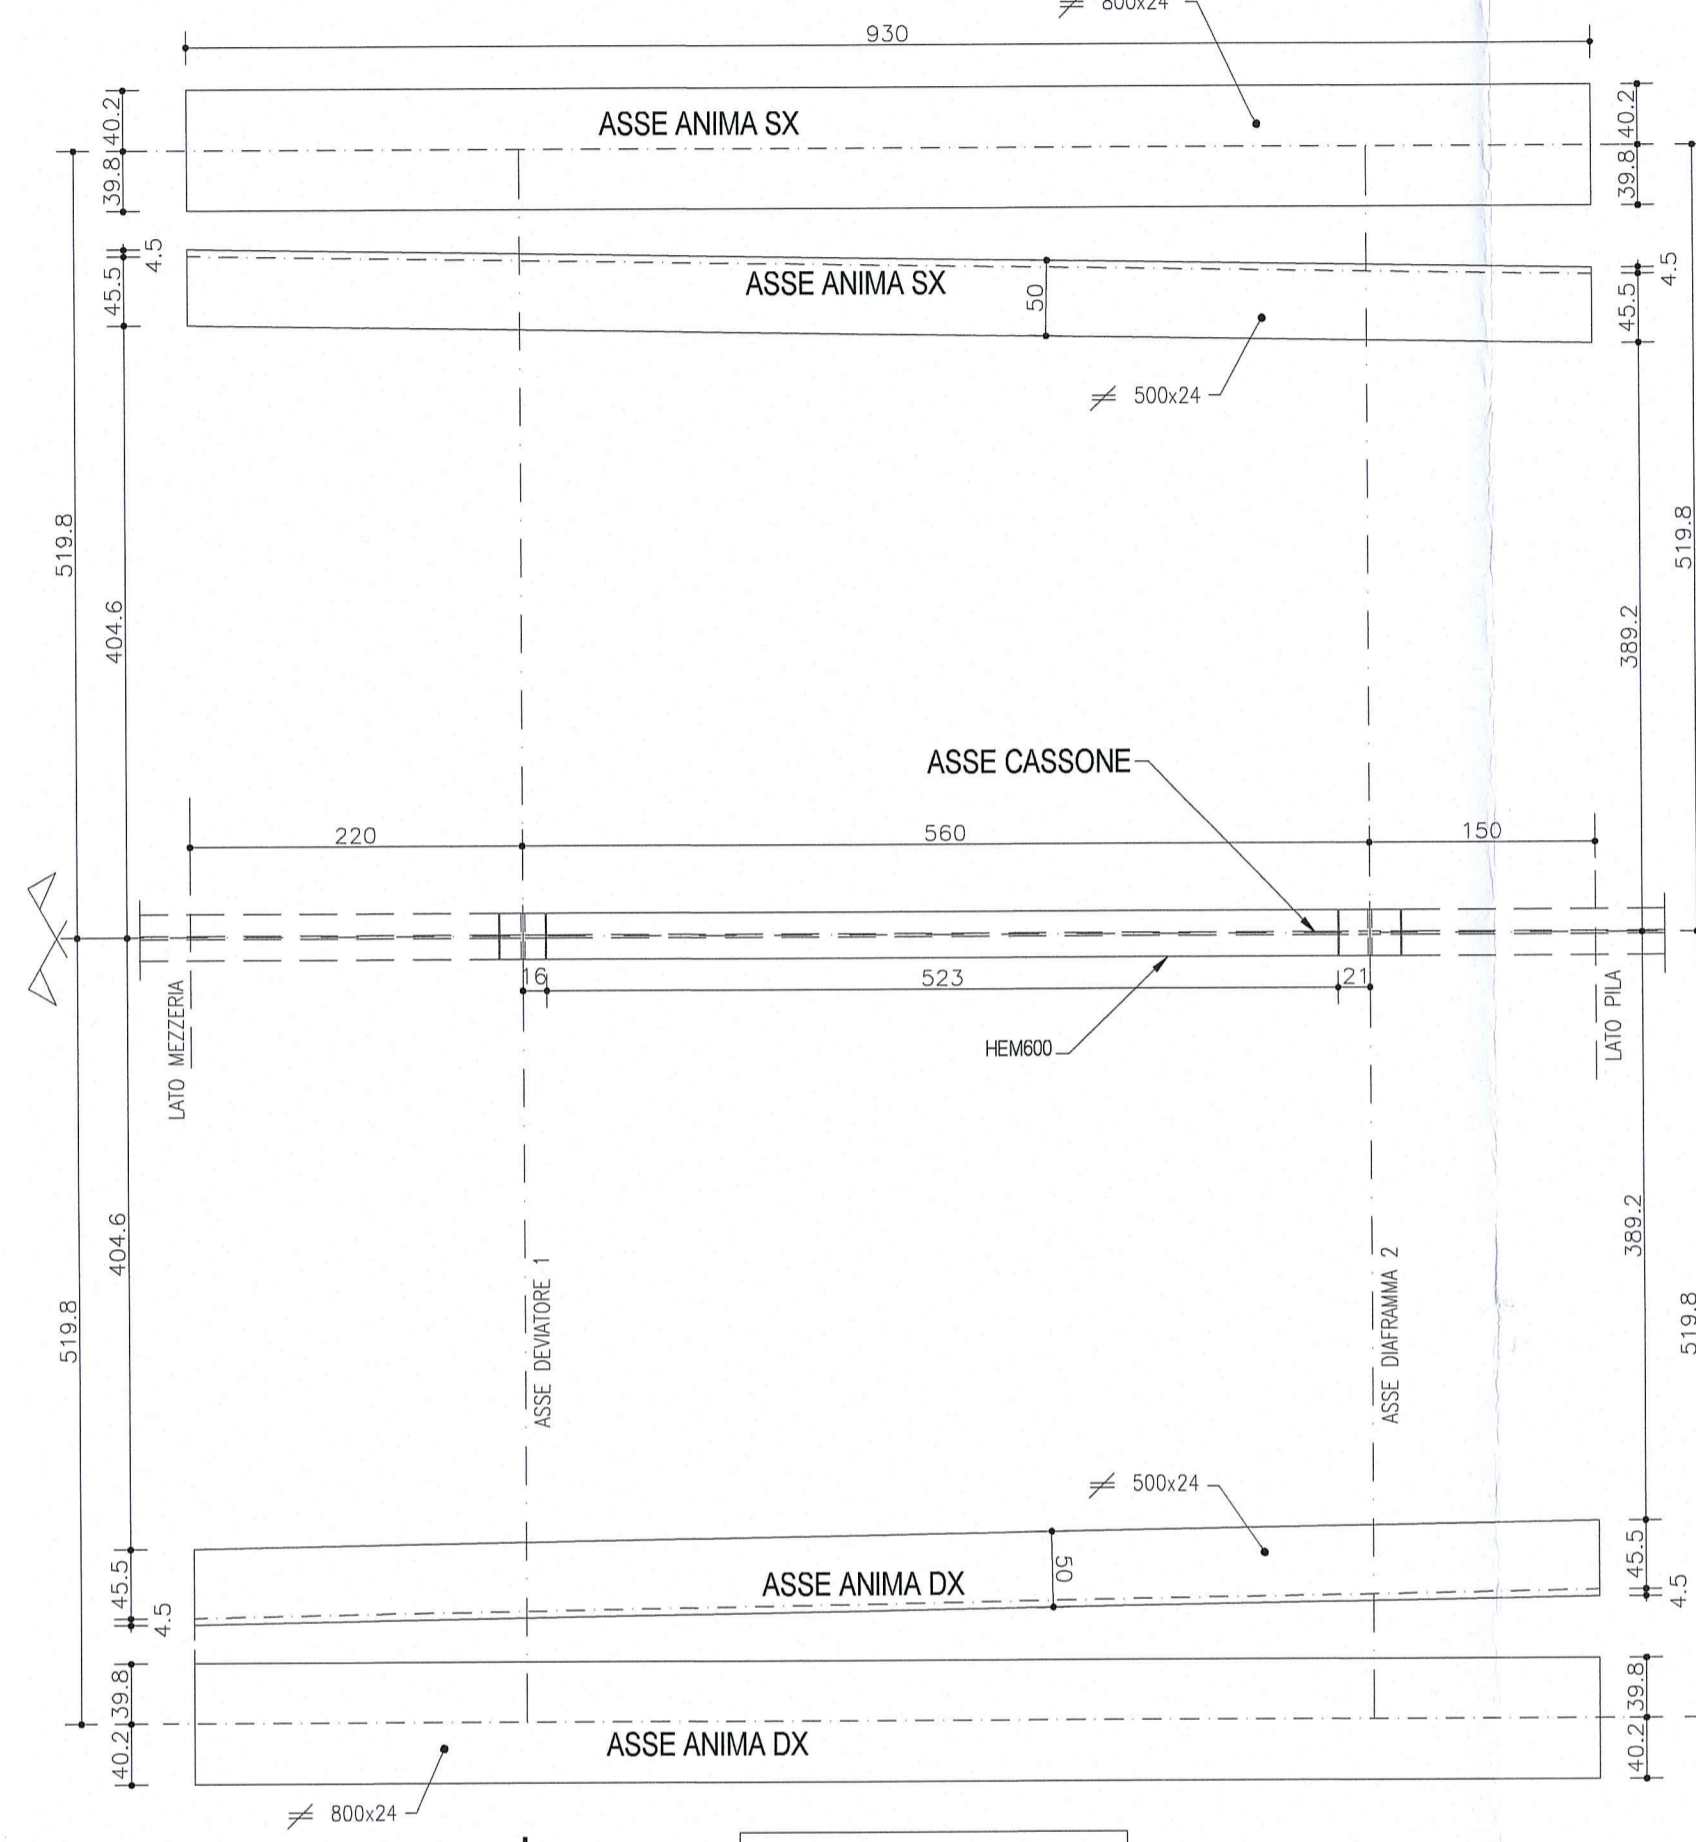 800x24
930
40.2
39.8
ASSE ANIMA SX
40.2
39.8
4.5
45.5
ASSE ANIMA SX
50
4.5
45.5
500x24
519.8
404.6
519.8
389.2
ASSE CASSONE
220
560
150
16
523
21
LATO MEZZERIA
HEM600
LATO PILA
404.6
519.8
ASSE DEVIATORE 1
ASSE DIAFRAMMA 2
389.2
519.8
500x24
45.5
4.5
ASSE ANIMA DX
50
45.5
4.5
39.8
40.2
ASSE ANIMA DX
39.8
40.2
800x24